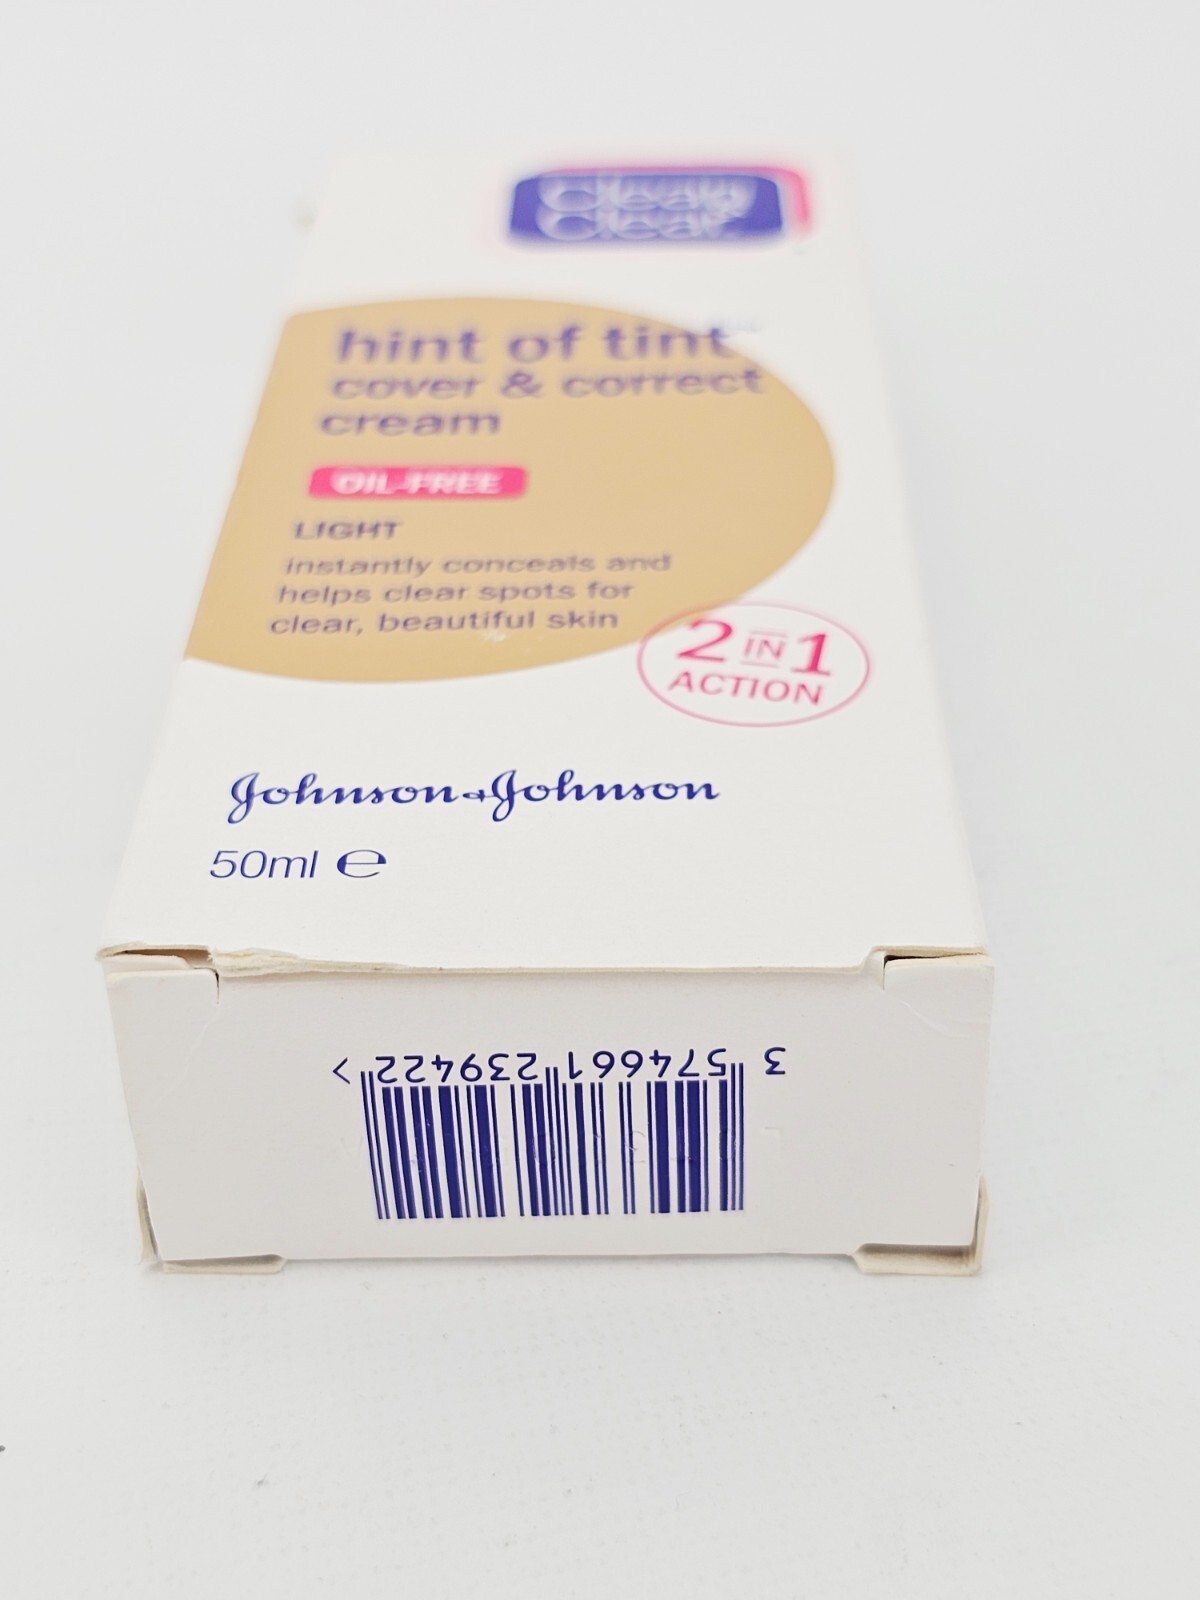 Clean &
Clear.
hint of tint™
cover & correct
cream
OIL-FREE
LIGHT
instantly conceals and
helps clear spots for
clear, beautiful skin
2 IN 1
ACTION
Johnson & Johnson
50ml ℮
3 574661 239422 >